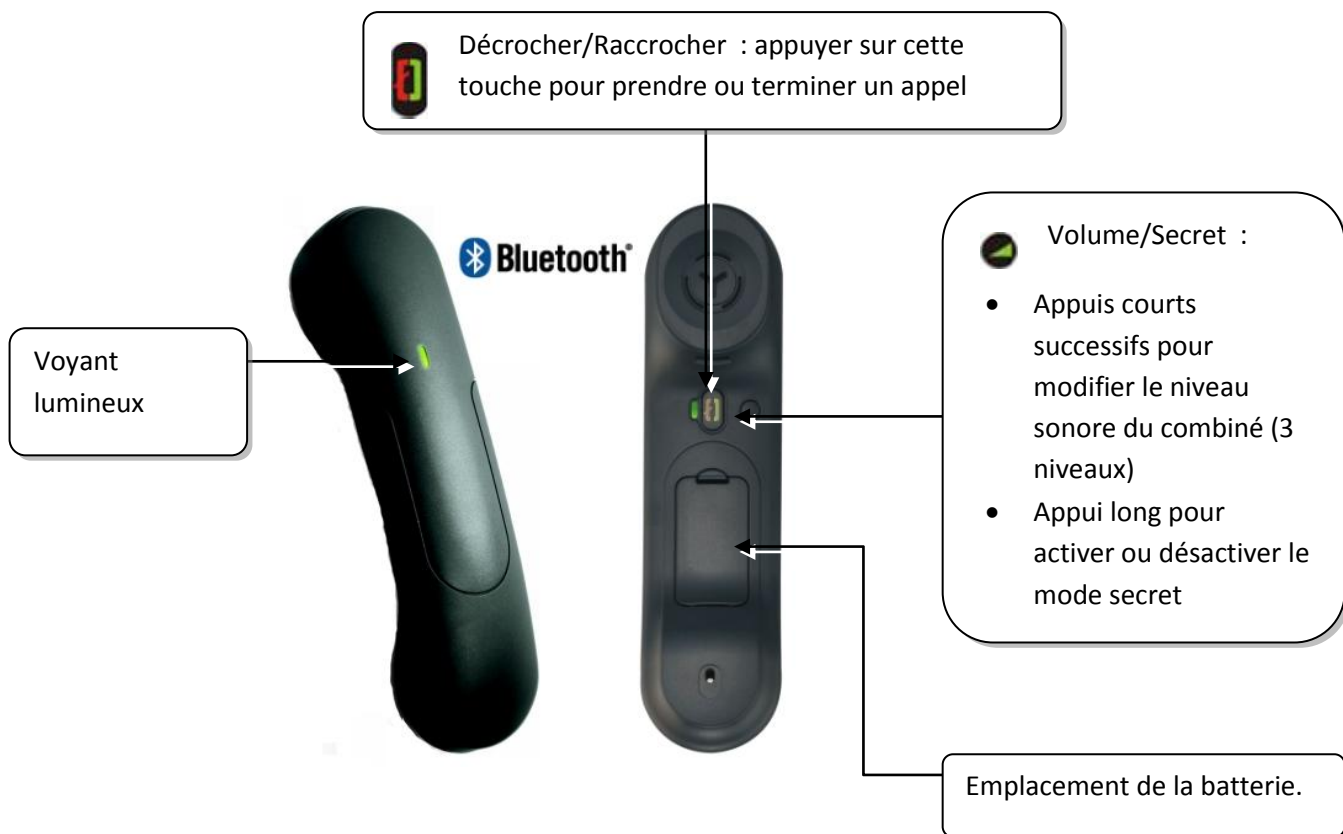 Décrocher/Raccrocher : appuyer sur cette
touche pour prendre ou terminer un appel
Bluetooth®
Voyant
lumineux
Volume/Secret :
• Appuis courts
successifs pour
modifier le niveau
sonore du combiné (3
niveaux)
• Appui long pour
activer ou désactiver le
mode secret
Emplacement de la batterie.